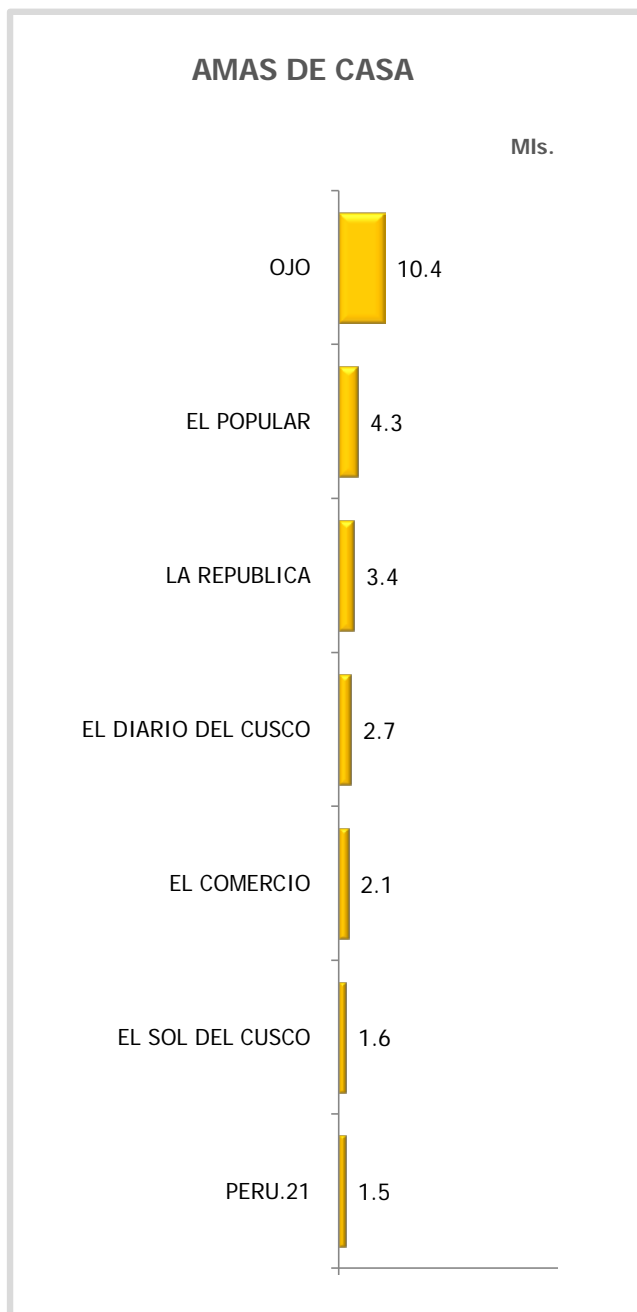 AMAS DE CASA
Mls.
OJO 10.4
EL POPULAR 4.3
LA REPUBLICA 3.4
EL DIARIO DEL CUSCO 2.7
EL COMERCIO 2.1
EL SOL DEL CUSCO 1.6
PERU.21 1.5